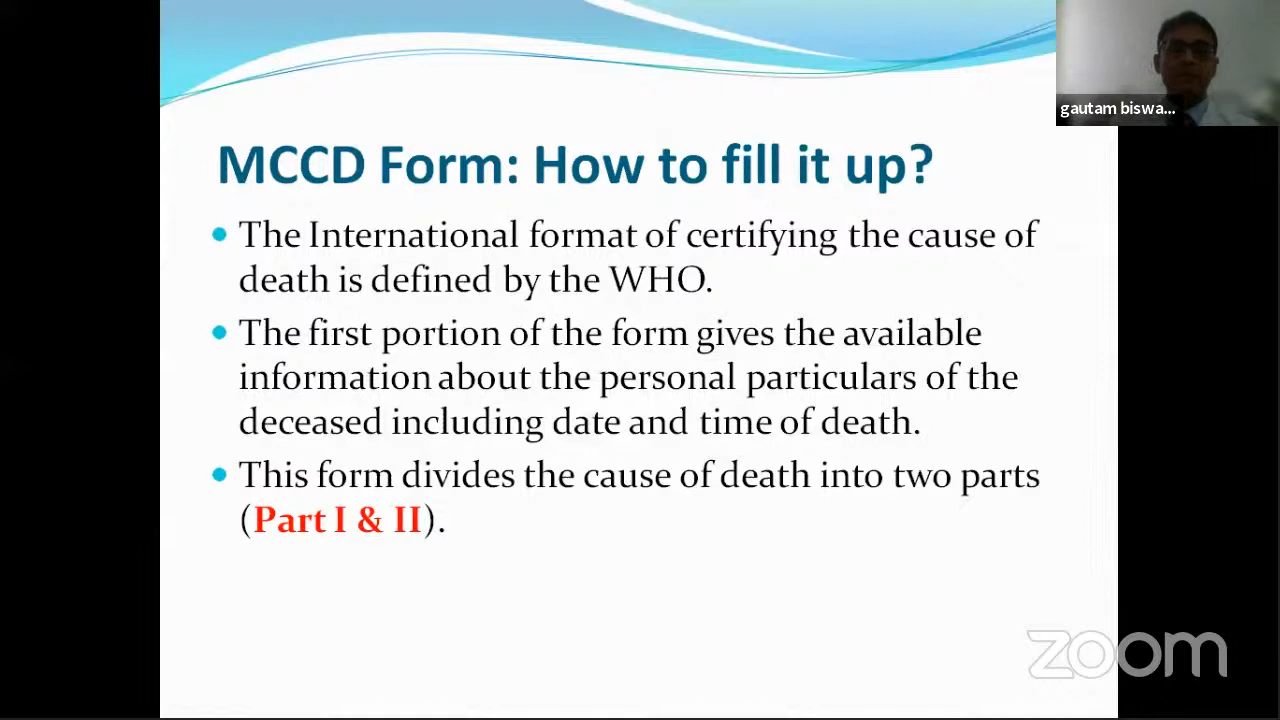 gautam biswa...
MCCD Form: How to fill it up?
• The International format of certifying the cause of
death is defined by the WHO.
• The first portion of the form gives the available
information about the personal particulars of the
deceased including date and time of death.
• This form divides the cause of death into two parts
(Part I & II).
zoom